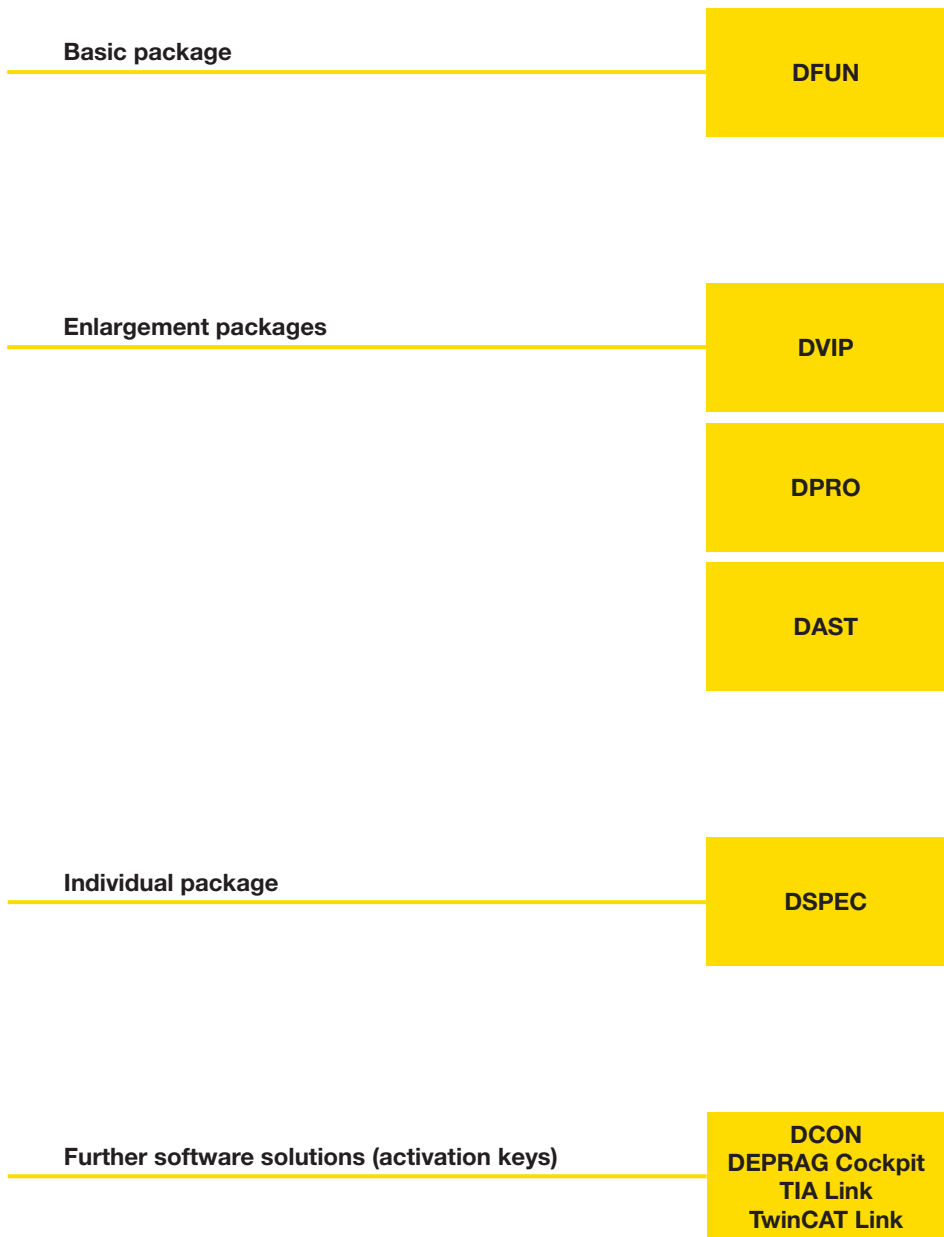 Basic package
DFUN
Enlargement packages
DVIP
DPRO
DAST
Individual package
DSPEC
Further software solutions (activation keys)
DCON
DEPRAG Cockpit
TIA Link
TwinCAT Link